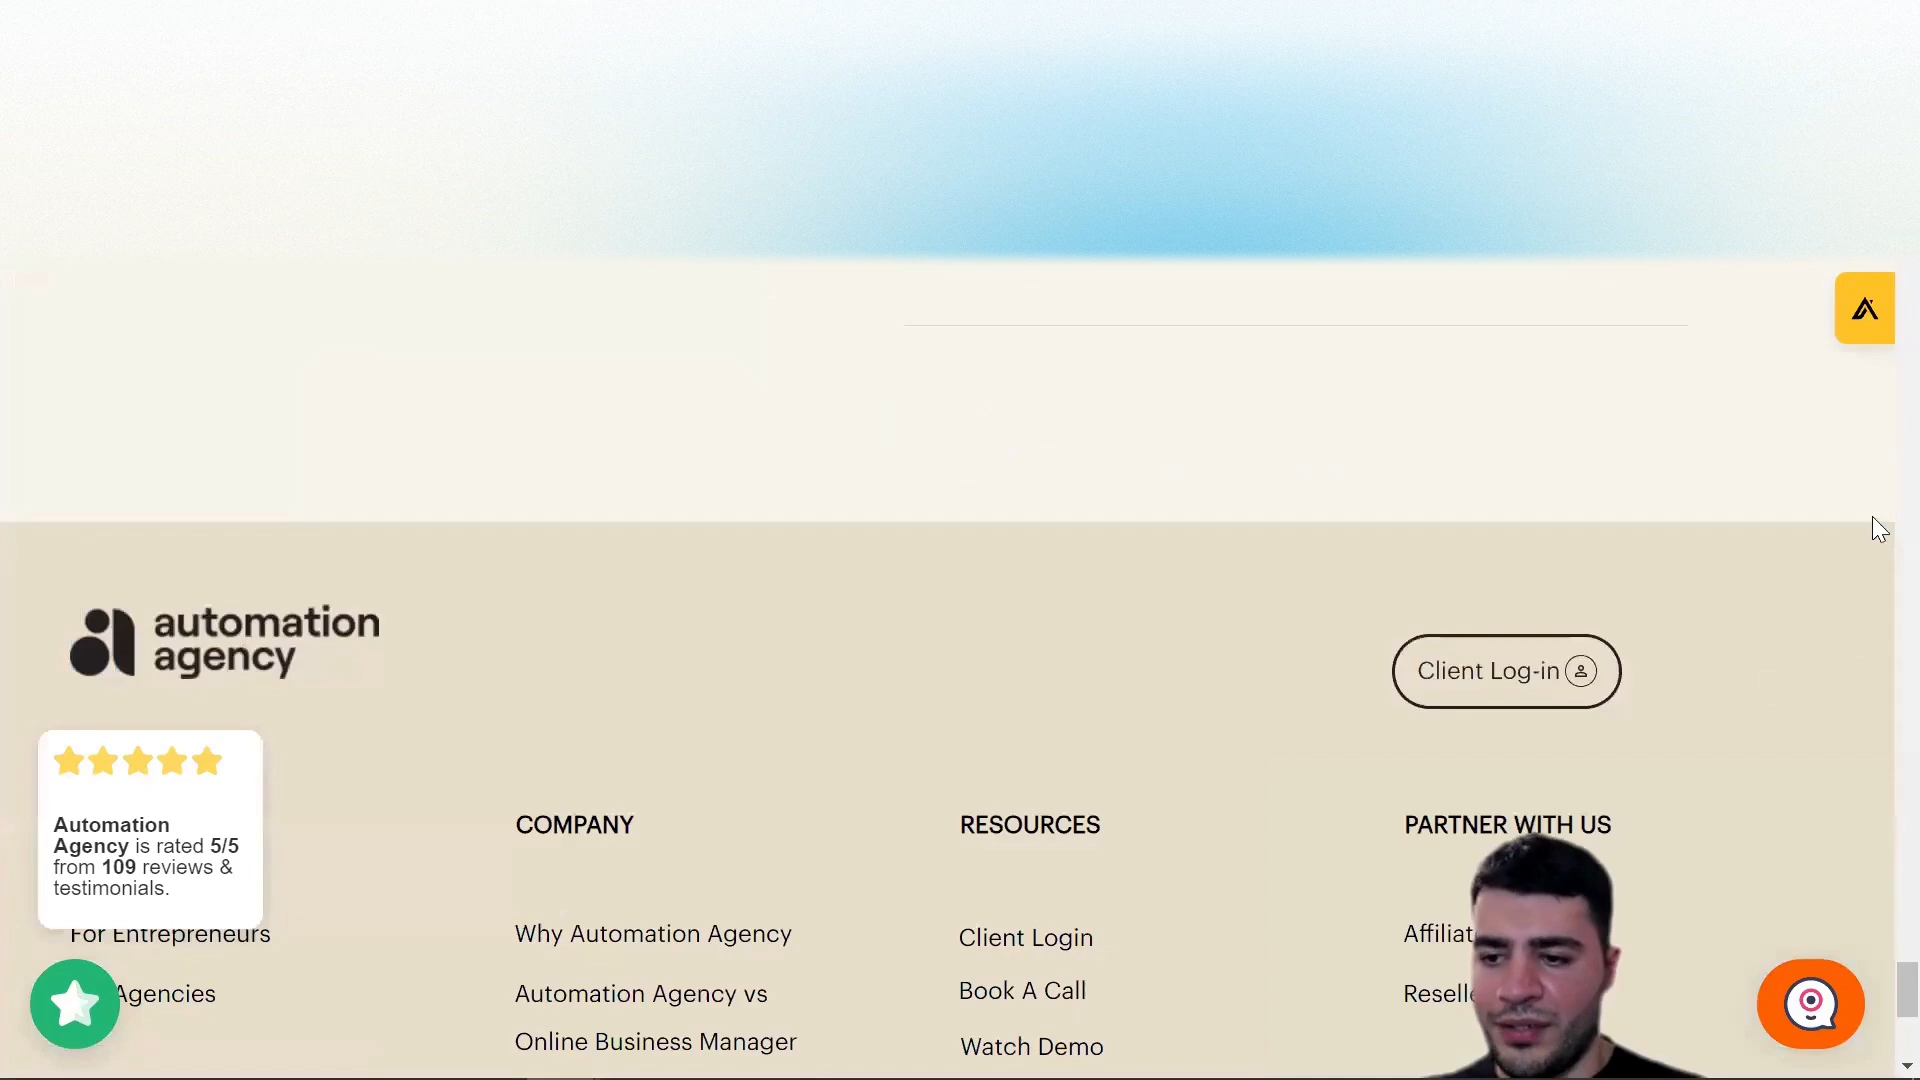 automation
agency
Client Log-in
Automation
Agency is rated 5/5
from 109 reviews &
testimonials.
For Entrepreneurs
Agencies
COMPANY
Why Automation Agency
Automation Agency vs
Online Business Manager
RESOURCES
Client Login
Book A Call
Watch Demo
PARTNER WITH US